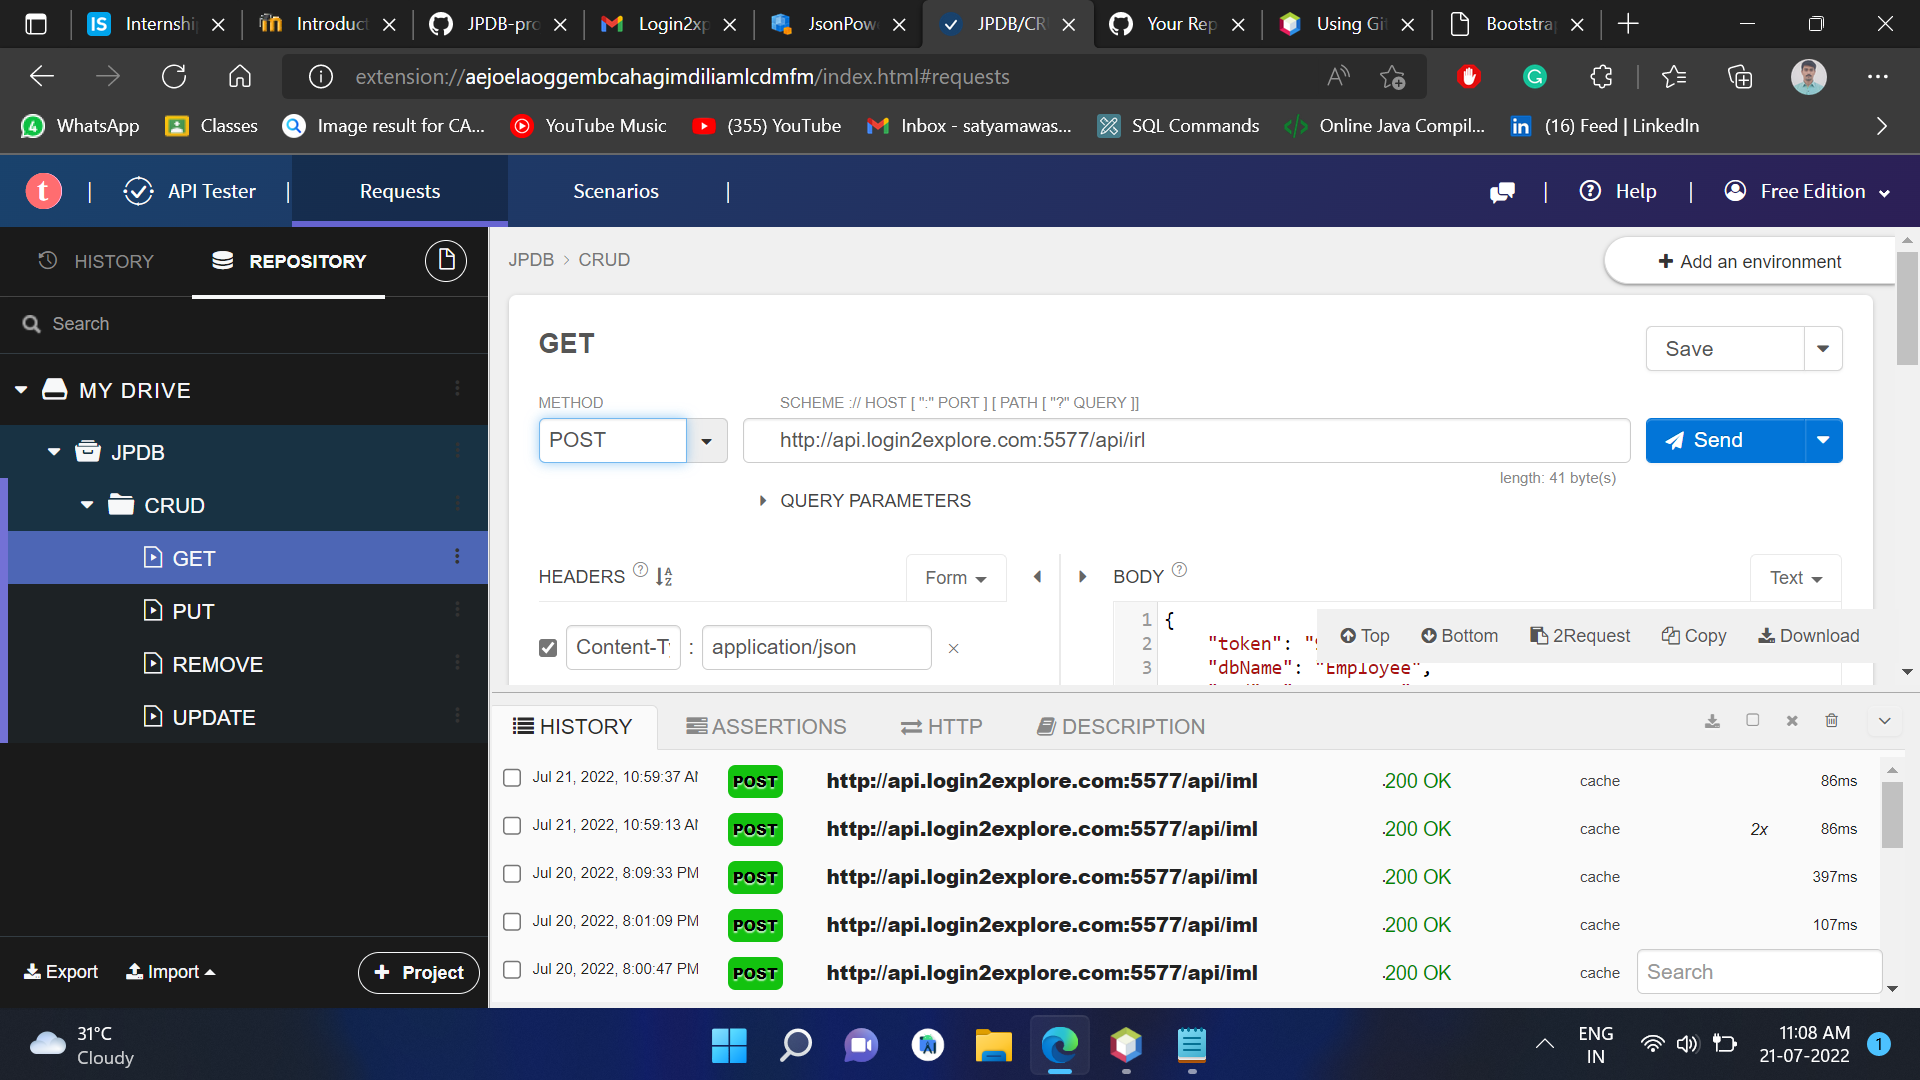 Internshi
Introduct
JPDB-pro
Login2xp
JsonPow
JPDB/CR
Your Rep
Using Git
Bootstra
extension://aejoelaoggembcahagimdiliamlcdmfm/index.html#requests
WhatsApp
Classes
Image result for CA...
YouTube Music
(355) YouTube
Inbox - satyamawas...
SQL Commands
Online Java Compil...
(16) Feed | LinkedIn
t | API Tester | Requests Scenarios | | Help | Free Edition
HISTORY REPOSITORY
Search
MY DRIVE
JPDB
CRUD
GET
PUT
REMOVE
UPDATE
Export Import + Project
JPDB > CRUD
+ Add an environment
GET
Save
METHOD SCHEME :// HOST [ ":" PORT ] [ PATH [ "?" QUERY ]]
POST http://api.login2explore.com:5577/api/irl Send
length: 41 byte(s)
QUERY PARAMETERS
HEADERS Form BODY Text
Content-T : application/json ×
1 {
2 "token":
3 "dbName": "Employee",
Top Bottom 2Request Copy Download
HISTORY ASSERTIONS HTTP DESCRIPTION
Jul 21, 2022, 10:59:37 AM POST http://api.login2explore.com:5577/api/iml 200 OK cache 86ms
Jul 21, 2022, 10:59:13 AM POST http://api.login2explore.com:5577/api/iml 200 OK cache 2x 86ms
Jul 20, 2022, 8:09:33 PM POST http://api.login2explore.com:5577/api/iml 200 OK cache 397ms
Jul 20, 2022, 8:01:09 PM POST http://api.login2explore.com:5577/api/iml 200 OK cache 107ms
Jul 20, 2022, 8:00:47 PM POST http://api.login2explore.com:5577/api/iml 200 OK cache
Search
31°C
Cloudy
ENG
IN
11:08 AM
21-07-2022
1